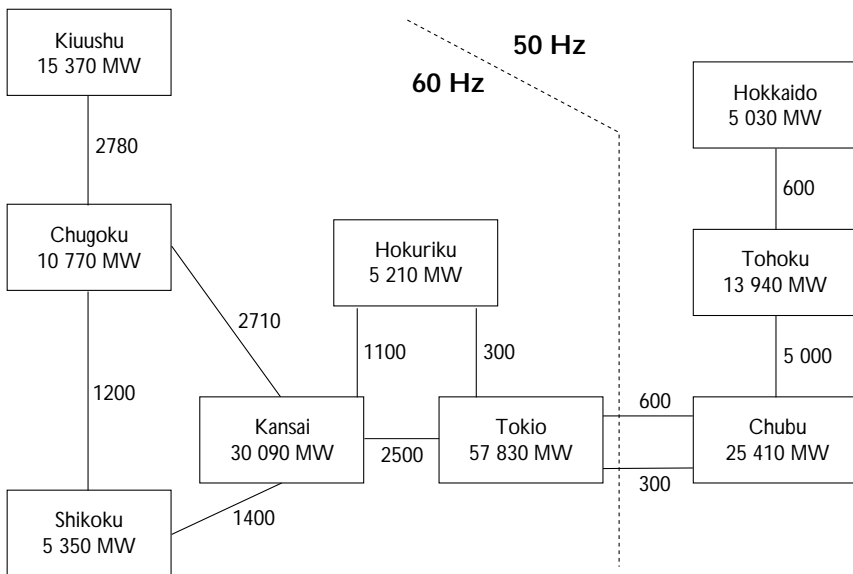 Kiuushu
15 370 MW
50 Hz
60 Hz
Hokkaido
5 030 MW
2780
600
Chugoku
10 770 MW
Hokuriku
5 210 MW
Tohoku
13 940 MW
2710
1100
300
5 000
1200
Kansai
30 090 MW
2500
Tokio
57 830 MW
600
300
Chubu
25 410 MW
Shikoku
5 350 MW
1400